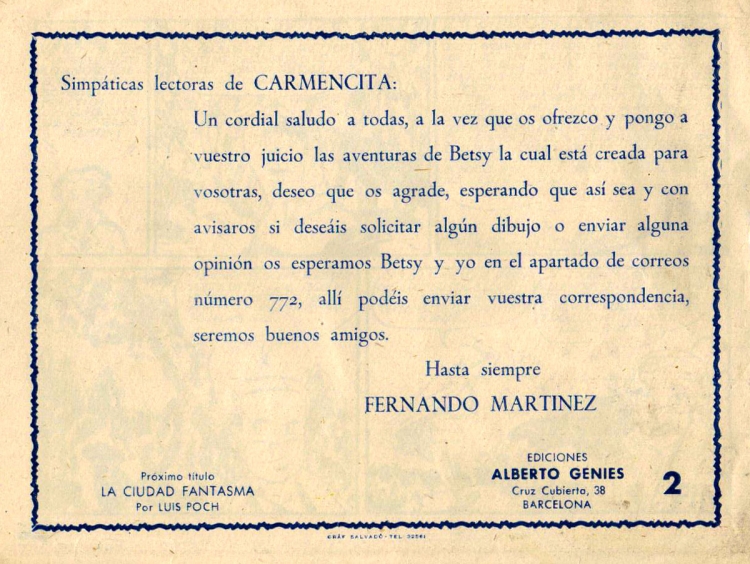 Simpáticas lectoras de CARMENCITA:
Un cordial saludo a todas, a la vez que os ofrezco y pongo a
vuestro juicio las aventuras de Betsy la cual está creada para
vosotras, deseo que os agrade, esperando que así sea y con
avisaros si deseáis solicitar algún dibujo o enviar alguna
opinión os esperamos Betsy y yo en el apartado de correos
número 772, allí podéis enviar vuestra correspondencia,
seremos buenos amigos.
Hasta siempre
FERNANDO MARTINEZ
Próximo título
LA CIUDAD FANTASMA
Por LUIS POCH
EDICIONES
ALBERTO GENIES
Cruz Cubierta, 38
BARCELONA
2
GRÁF SALVADÓ - TEL.